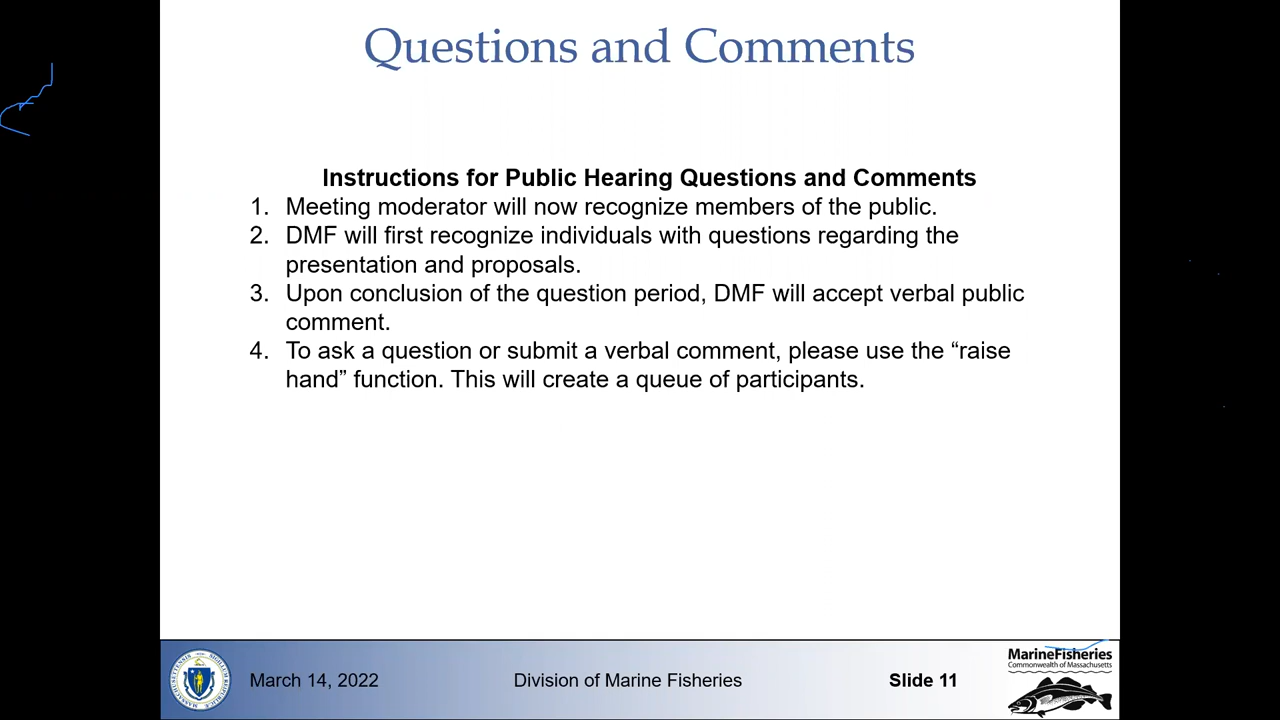 Questions and Comments
Instructions for Public Hearing Questions and Comments
1. Meeting moderator will now recognize members of the public.
2. DMF will first recognize individuals with questions regarding the
presentation and proposals.
3. Upon conclusion of the question period, DMF will accept verbal public
comment.
4. To ask a question or submit a verbal comment, please use the “raise
hand” function. This will create a queue of participants.
March 14, 2022
Division of Marine Fisheries
Slide 11
MarineFisheries
Commonwealth of Massachusetts